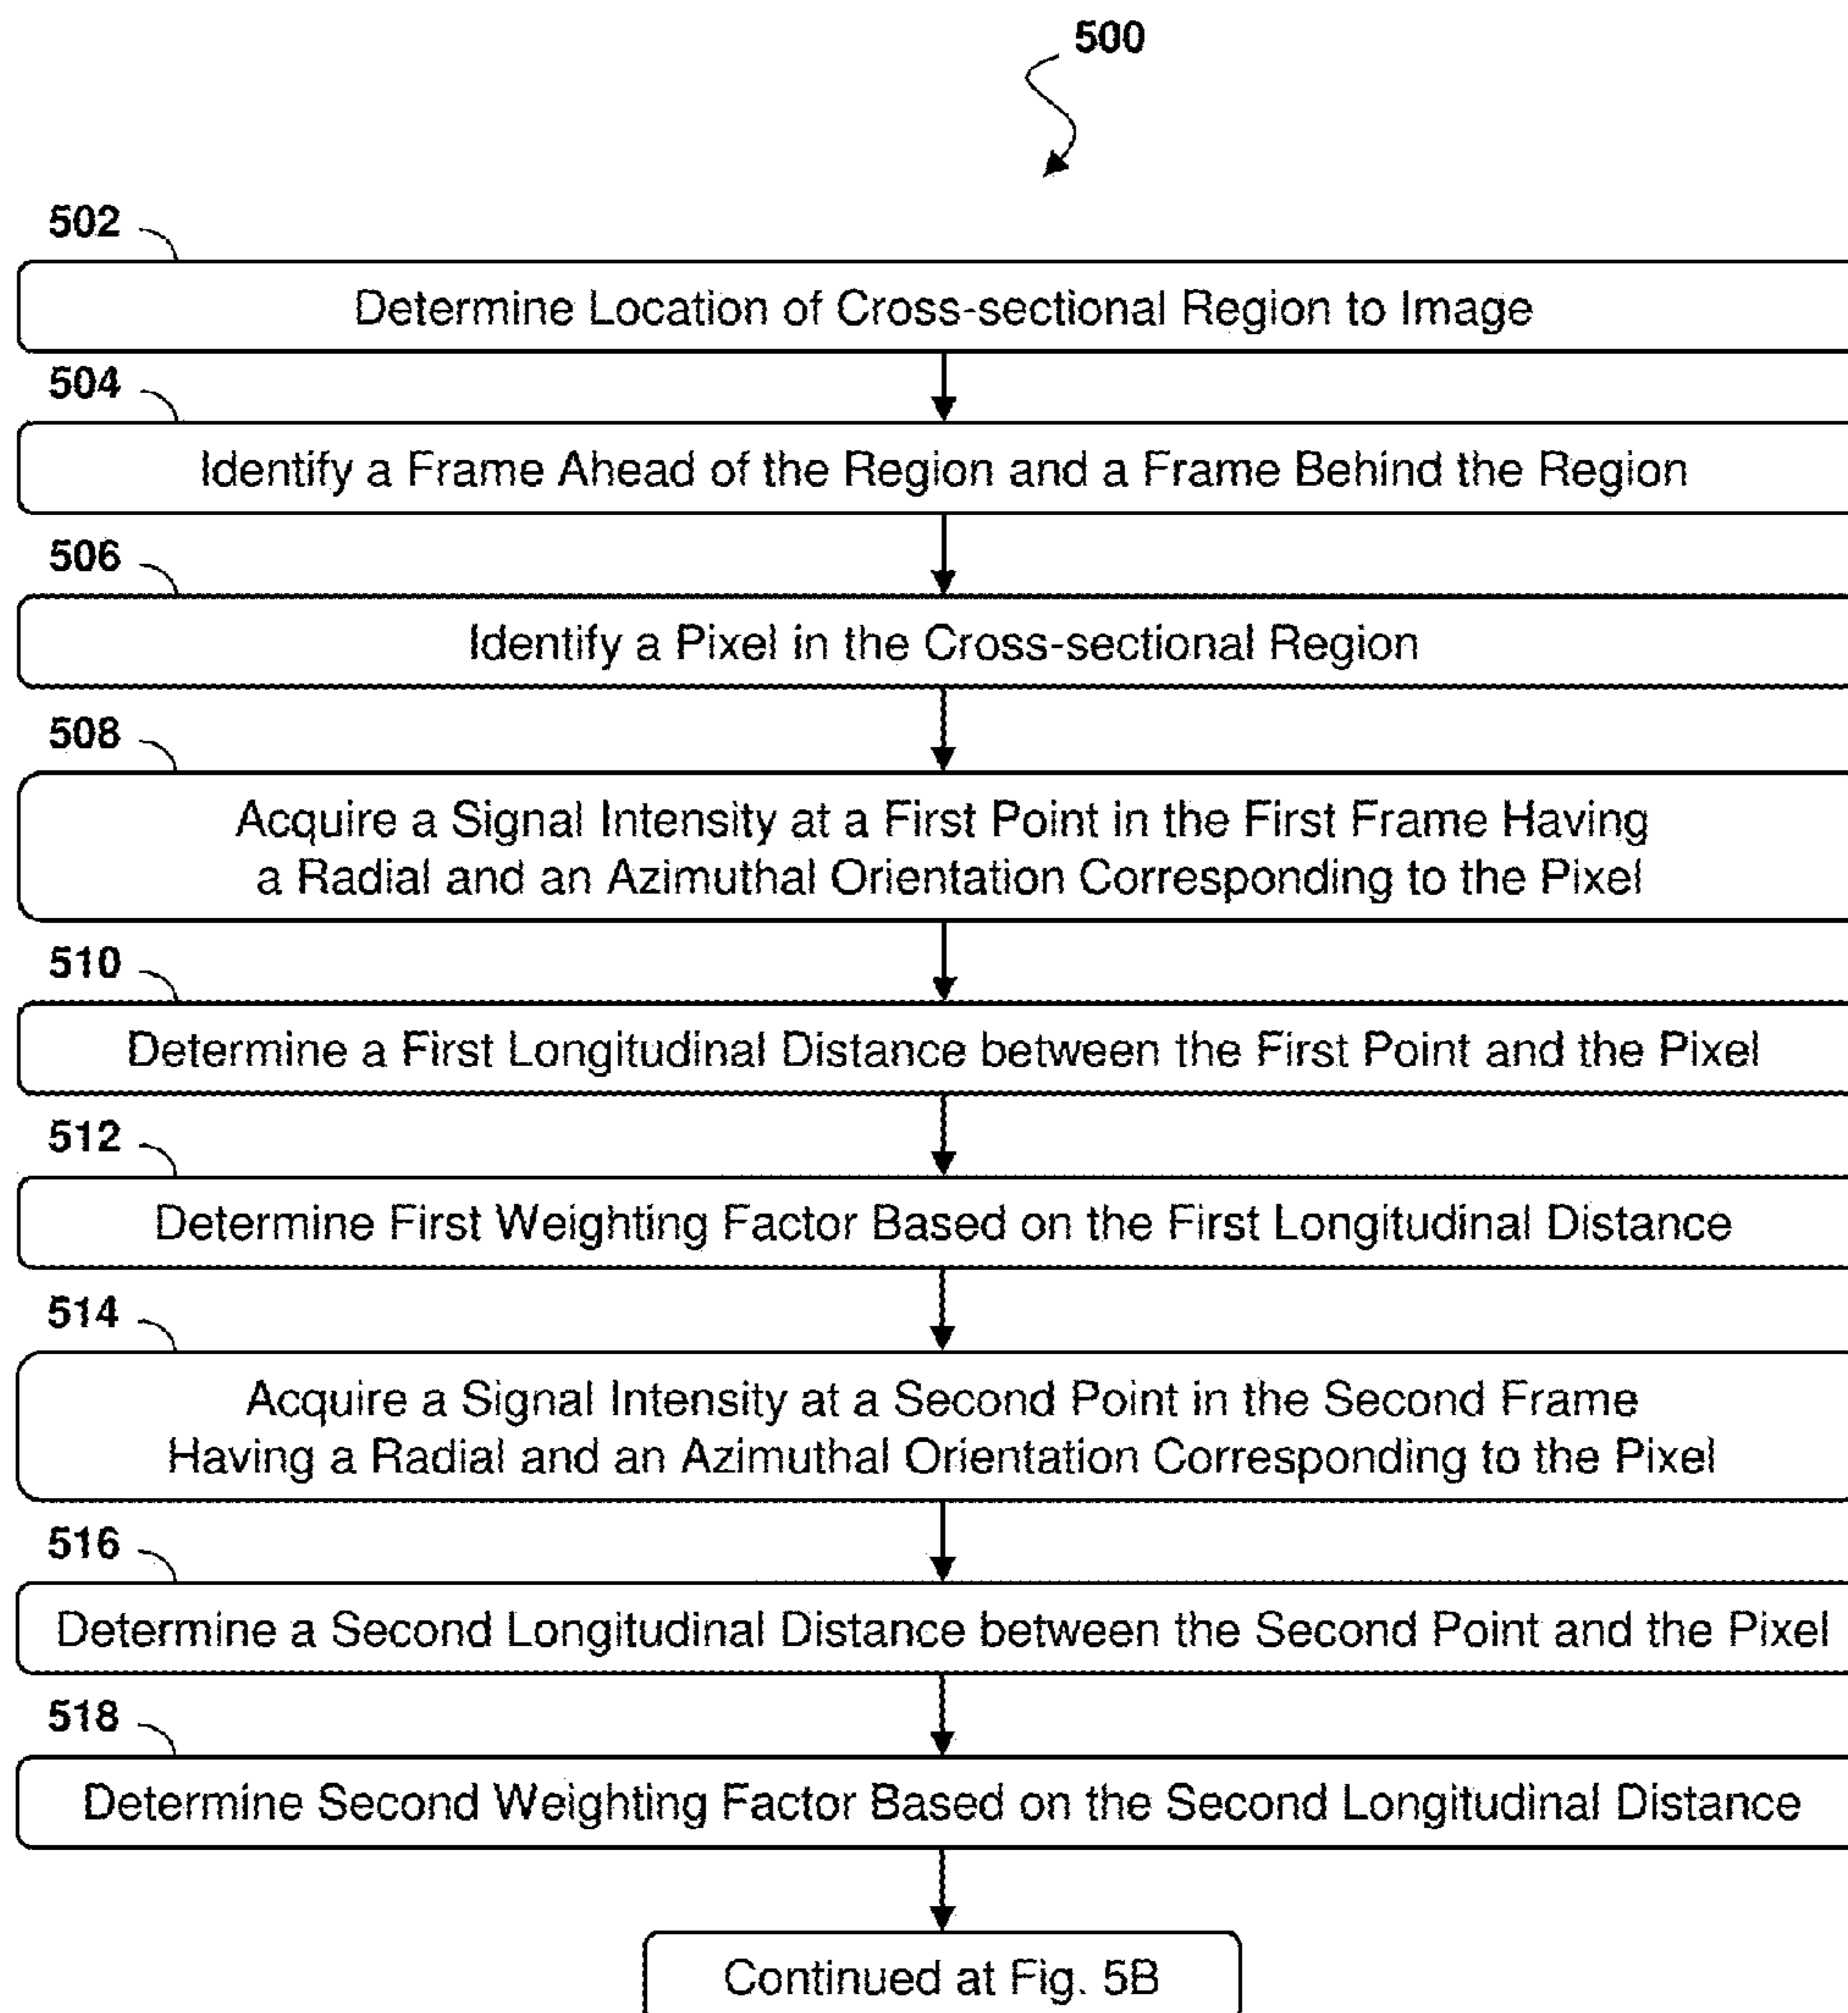 500
502
Determine Location of Cross-sectional Region to Image
504
Identify a Frame Ahead of the Region and a Frame Behind the Region
506
Identify a Pixel in the Cross-sectional Region
508
Acquire a Signal Intensity at a First Point in the First Frame Having
a Radial and an Azimuthal Orientation Corresponding to the Pixel
510
Determine a First Longitudinal Distance between the First Point and the Pixel
512
Determine First Weighting Factor Based on the First Longitudinal Distance
514
Acquire a Signal Intensity at a Second Point in the Second Frame
Having a Radial and an Azimuthal Orientation Corresponding to the Pixel
516
Determine a Second Longitudinal Distance between the Second Point and the Pixel
518
Determine Second Weighting Factor Based on the Second Longitudinal Distance
Continued at Fig. 5B